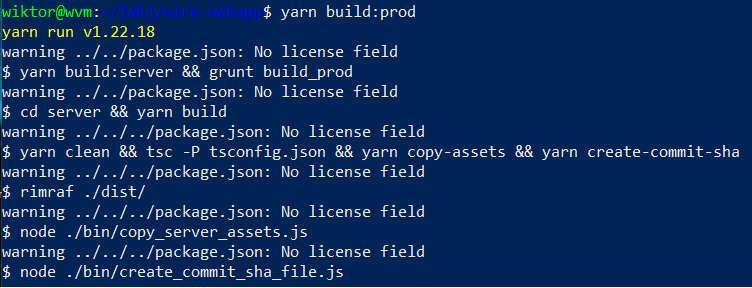 wiktor@wvm:~/lab3/wire-webapp$ yarn build:prod
yarn run v1.22.18
warning ../../package.json: No license field
$ yarn build:server && grunt build_prod
warning ../../package.json: No license field
$ cd server && yarn build
warning ../../../package.json: No license field
$ yarn clean && tsc -P tsconfig.json && yarn copy-assets && yarn create-commit-sha
warning ../../../package.json: No license field
$ rimraf ./dist/
warning ../../../package.json: No license field
$ node ./bin/copy_server_assets.js
warning ../../../package.json: No license field
$ node ./bin/create_commit_sha_file.js